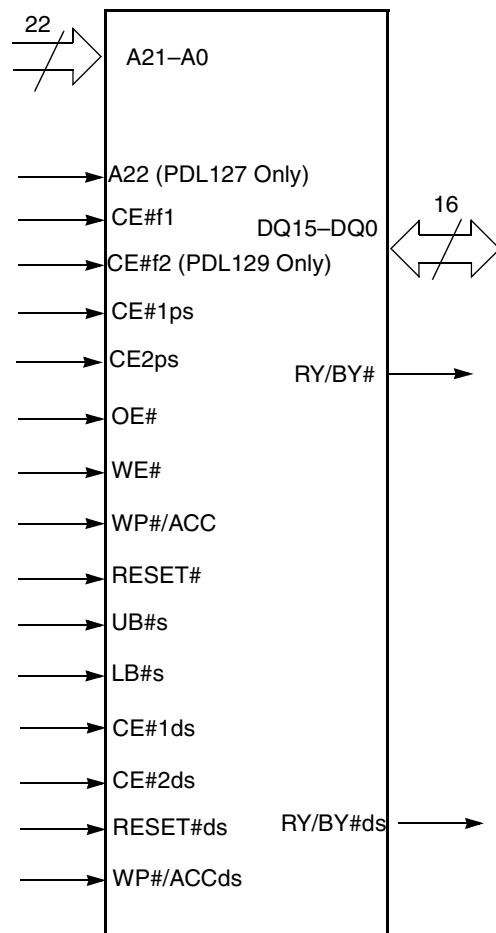 22
A21–A0
A22 (PDL127 Only)
CE#f1
16
DQ15–DQ0
CE#f2 (PDL129 Only)
CE#1ps
CE2ps
RY/BY#
OE#
WE#
WP#/ACC
RESET#
UB#s
LB#s
CE#1ds
CE#2ds
RESET#ds
RY/BY#ds
WP#/ACCds